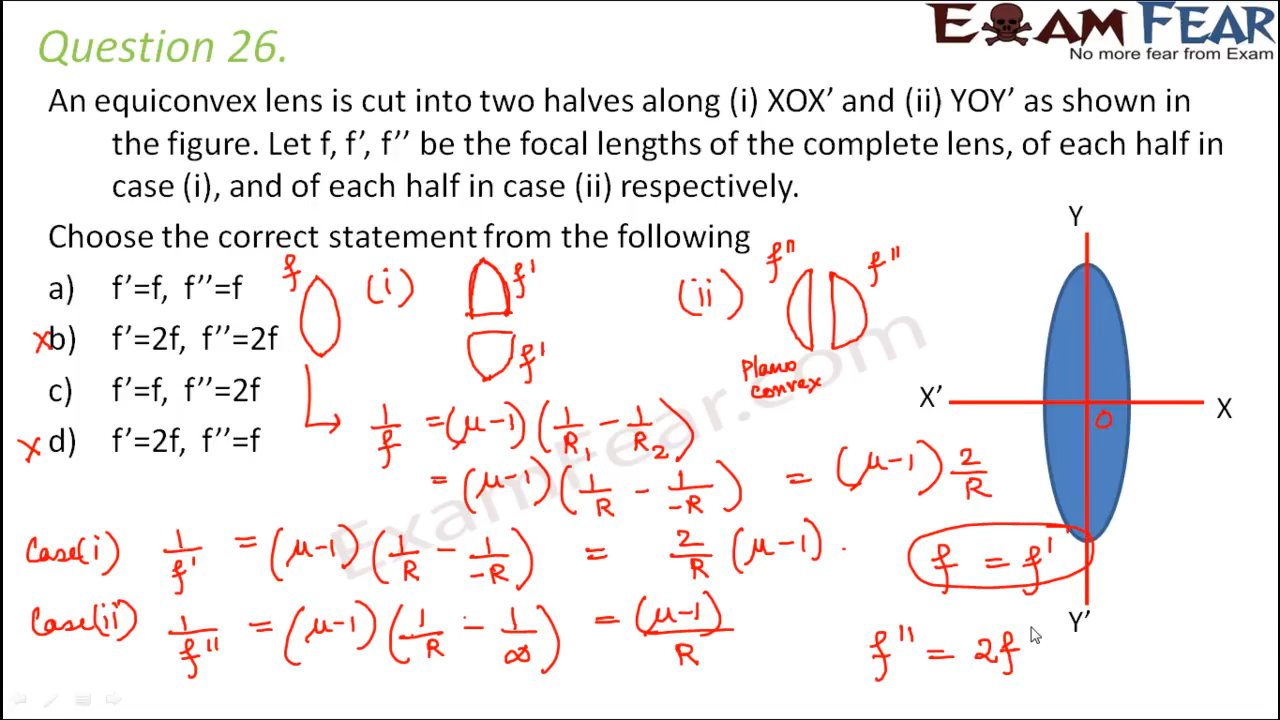 Question 26.
EXAM FEAR
No more fear from Exam
An equiconvex lens is cut into two halves along (i) XOX’ and (ii) YOY’ as shown in
the figure. Let f, f’, f’’ be the focal lengths of the complete lens, of each half in
case (i), and of each half in case (ii) respectively.
Choose the correct statement from the following
a) f’=f, f’’=f
xb) f’=2f, f’’=2f
c) f’=f, f’’=2f
x d) f’=2f, f’’=f
f
(i)
f'
f'
(ii)
f" f"
Plano
convex
Y
X’
X
O
Y’
1/f = (μ-1)(1/R₁ - 1/R₂)
= (μ-1)(1/R - 1/-R) = (μ-1) 2/R
Case(i) 1/f' = (μ-1)(1/R - 1/-R) = 2/R (μ-1).
f = f'
Case(ii) 1/f" = (μ-1)(1/R - 1/∞) = (μ-1)/R
f" = 2f
ExamFear.com